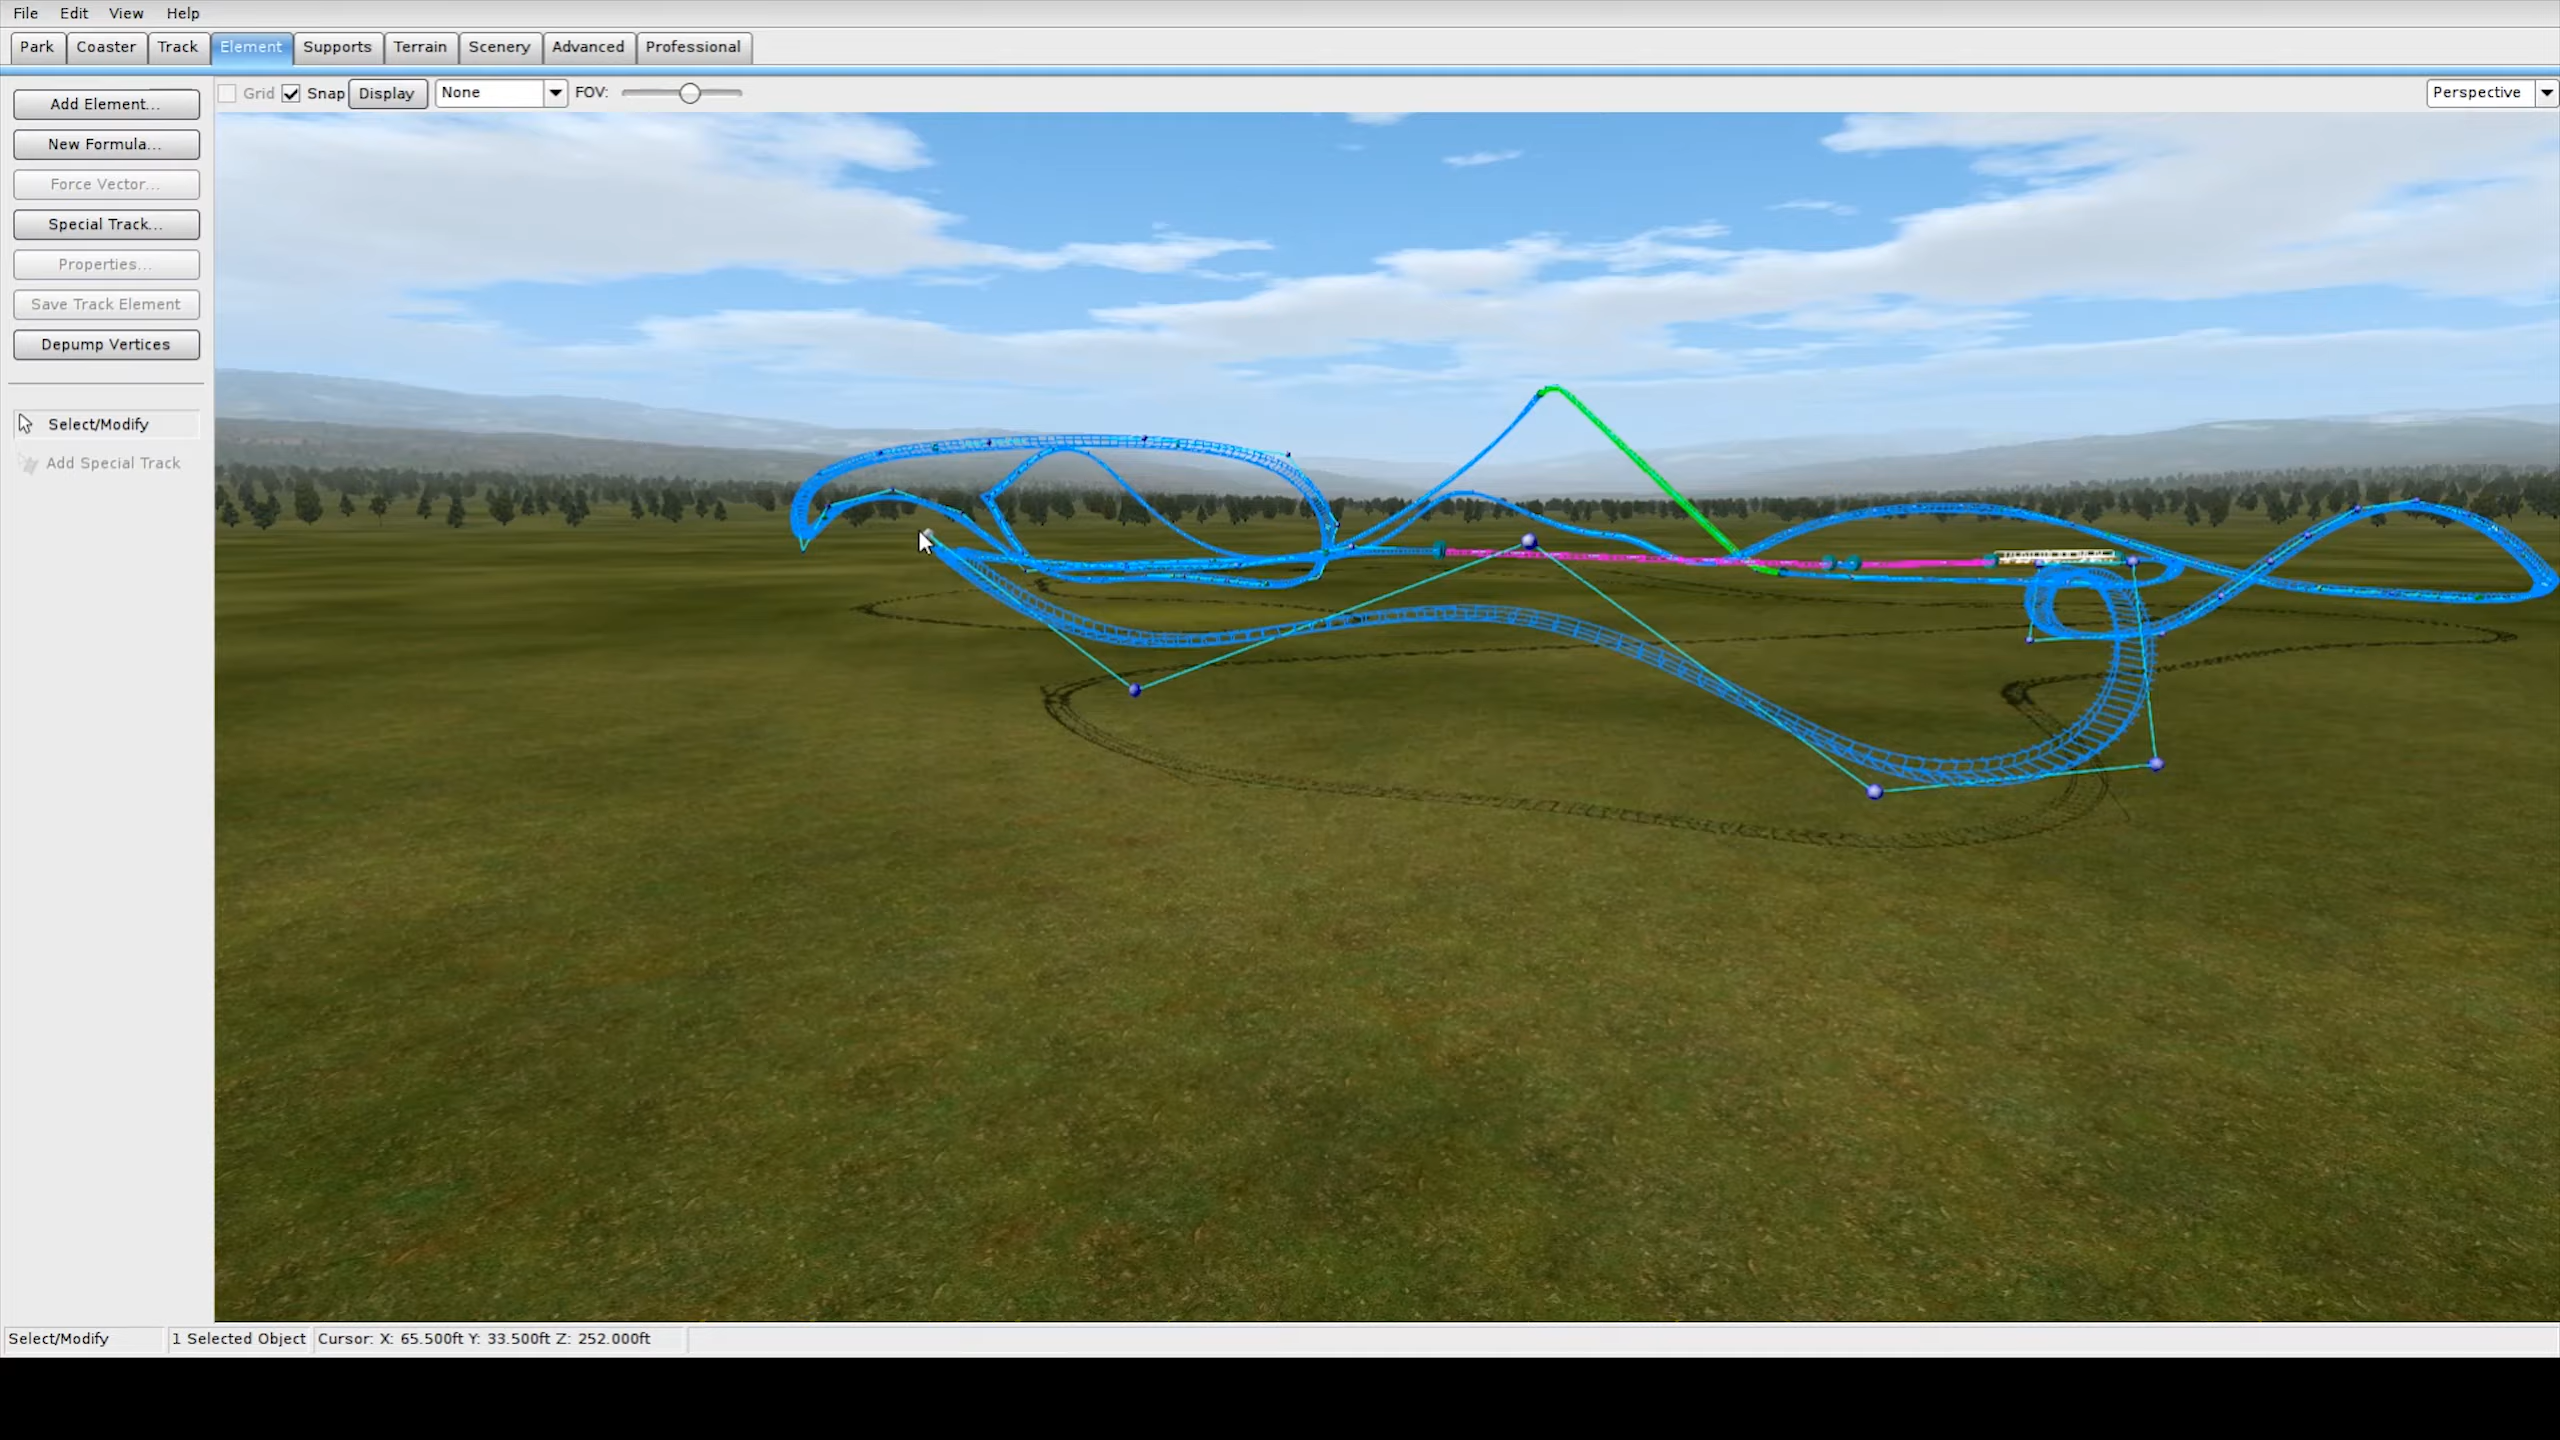 File Edit View Help
Park Coaster Track Element Supports Terrain Scenery Advanced Professional
Grid Snap Display None FOV: Perspective
Add Element...
New Formula...
Force Vector...
Special Track...
Properties...
Save Track Element
Depump Vertices
Select/Modify
Add Special Track
Select/Modify 1 Selected Object Cursor: X: 65.500ft Y: 33.500ft Z: 252.000ft